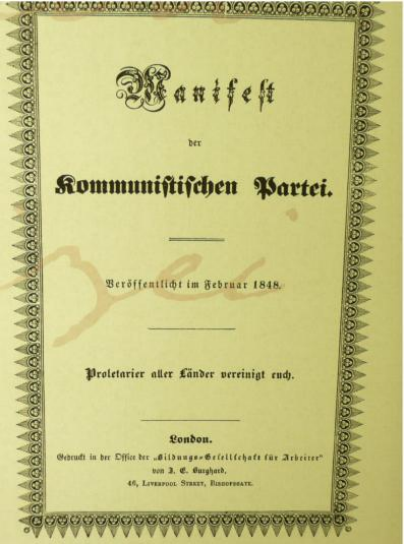 Manifest
der
Kommunistischen Partei.
Veröffentlicht im Februar 1848.
Proletarier aller Länder vereinigt euch.
London.
Gedruckt in der Office der „Bildungs-Gesellschaft für Arbeiter"
von J. E. Burghard.
46, Liverpool Street, Bishopsgate.